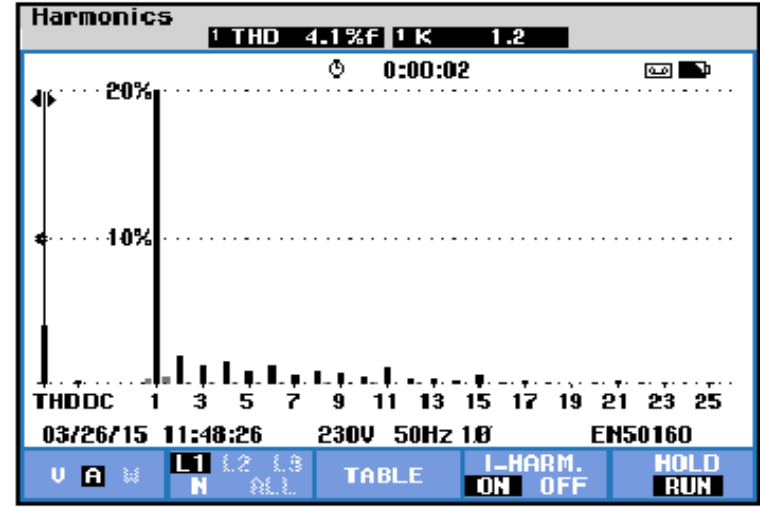 Harmonics
1 THD 4.1%f 1 K 1.2
0:00:02
20%
10%
THDDC 1 3 5 7 9 11 13 15 17 19 21 23 25
03/26/15 11:48:26 230V 50Hz 1Ø EN50160
V A W L1 L2 L3 N ALL TABLE I-HARM. ON OFF HOLD RUN